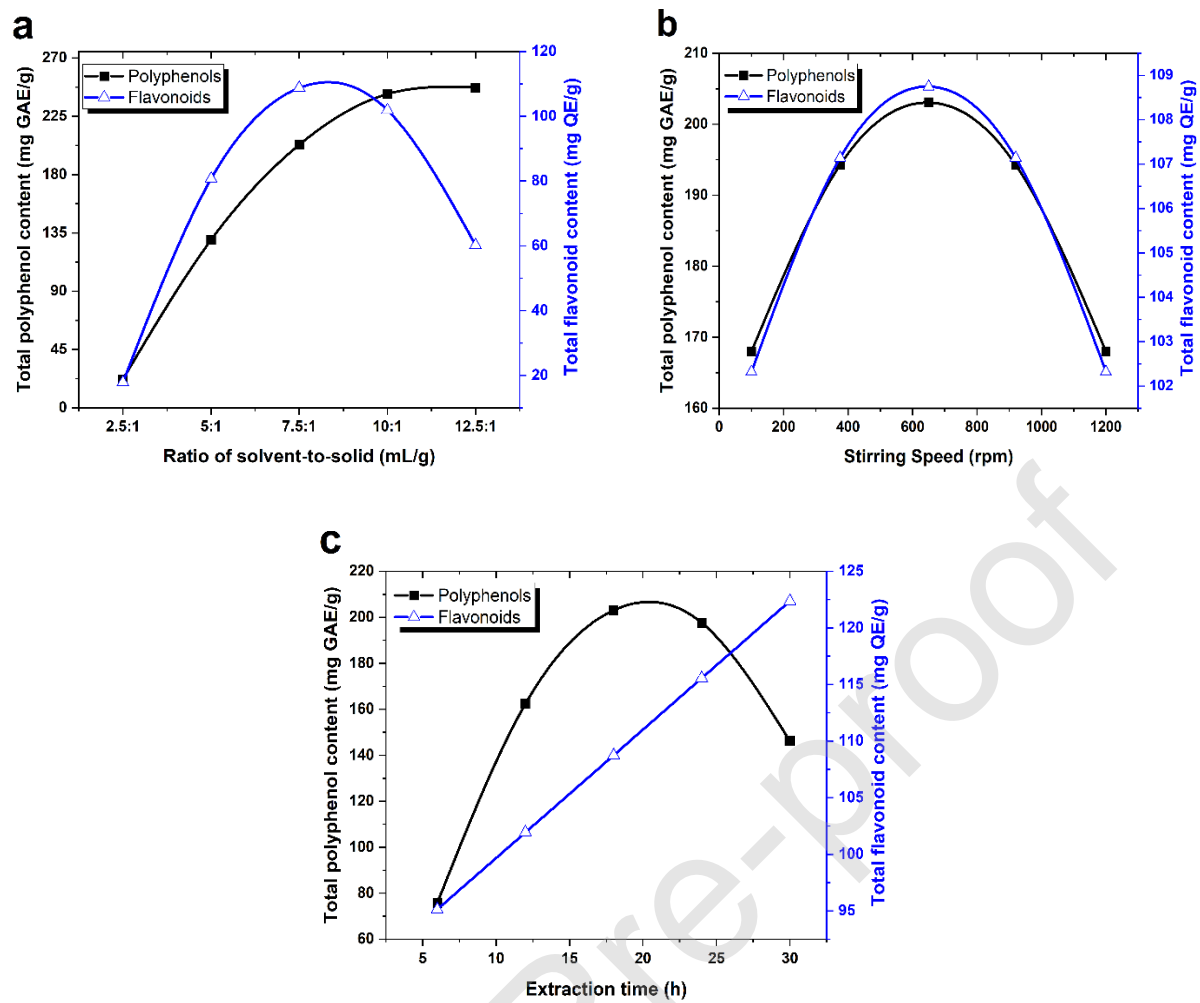 a
Total polyphenol content (mg GAE/g)
270
225
180
135
90
45
0
Polyphenols
Flavonoids
120
100
80
60
40
20
Total flavonoid content (mg QE/g)
2.5:1 5:1 7.5:1 10:1 12.5:1
Ratio of solvent-to-solid (mL/g)
b
Total polyphenol content (mg GAE/g)
210
200
190
180
170
160
Polyphenols
Flavonoids
109
108
107
106
105
104
103
102
Total flavonoid content (mg QE/g)
0 200 400 600 800 1000 1200
Stirring Speed (rpm)
c
Total polyphenol content (mg GAE/g)
220
200
180
160
140
120
100
80
60
Polyphenols
Flavonoids
125
120
115
110
105
100
95
Total flavonoid content (mg QE/g)
5 10 15 20 25 30
Extraction time (h)
Pre-proof